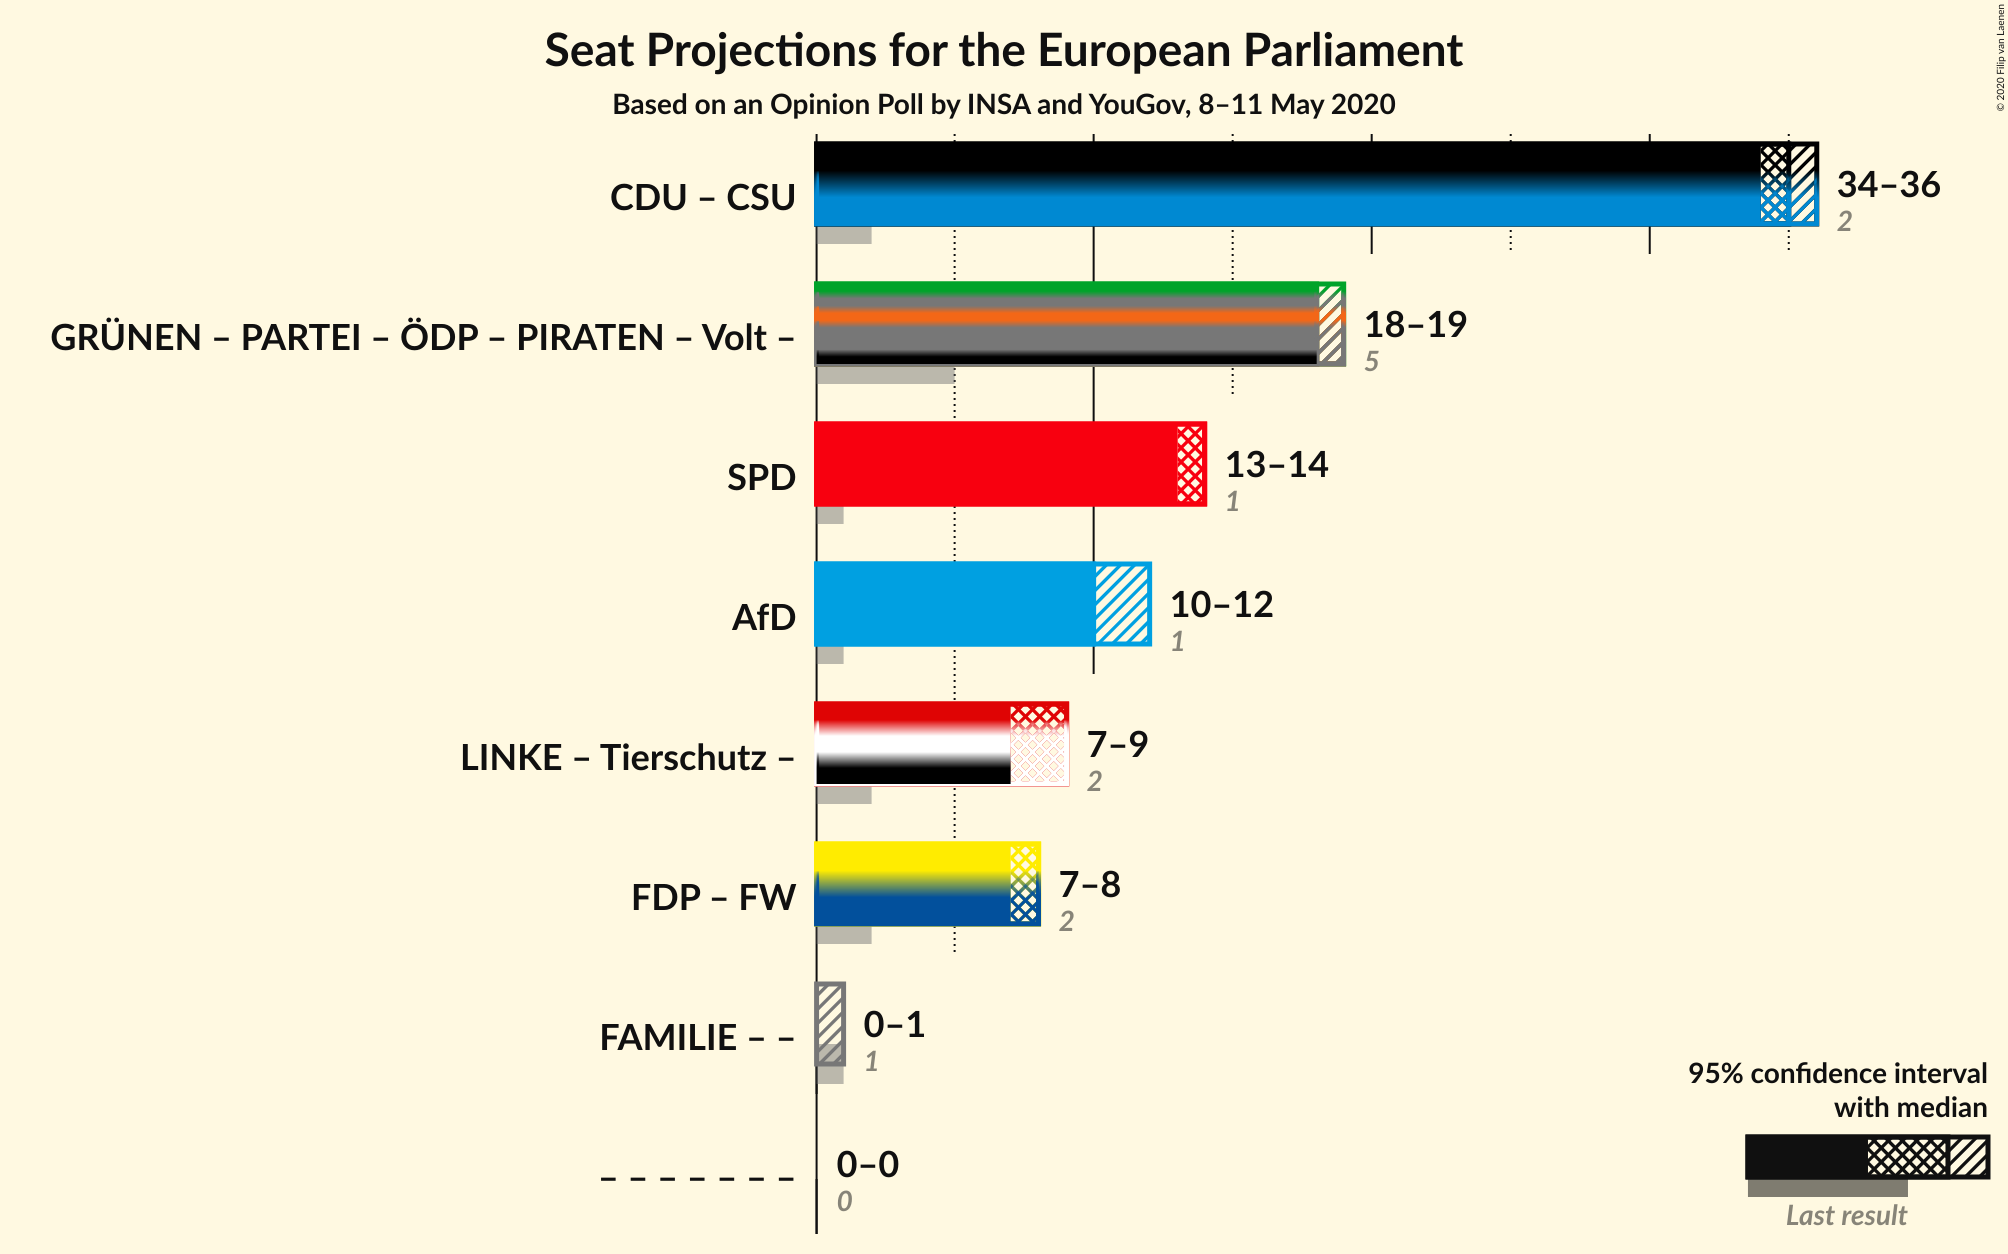 Seat Projections for the European Parliament
Based on an Opinion Poll by INSA and YouGov, 8–11 May 2020
© 2020 Filip van Laenen
CDU – CSU
34–36
2
GRÜNEN – PARTEI – ÖDP – PIRATEN – Volt –
18–19
5
SPD
13–14
1
AfD
10–12
1
LINKE – Tierschutz –
7–9
2
FDP – FW
7–8
2
FAMILIE – –
0–1
1
– – – – – – –
0–0
0
95% confidence interval
with median
Last result